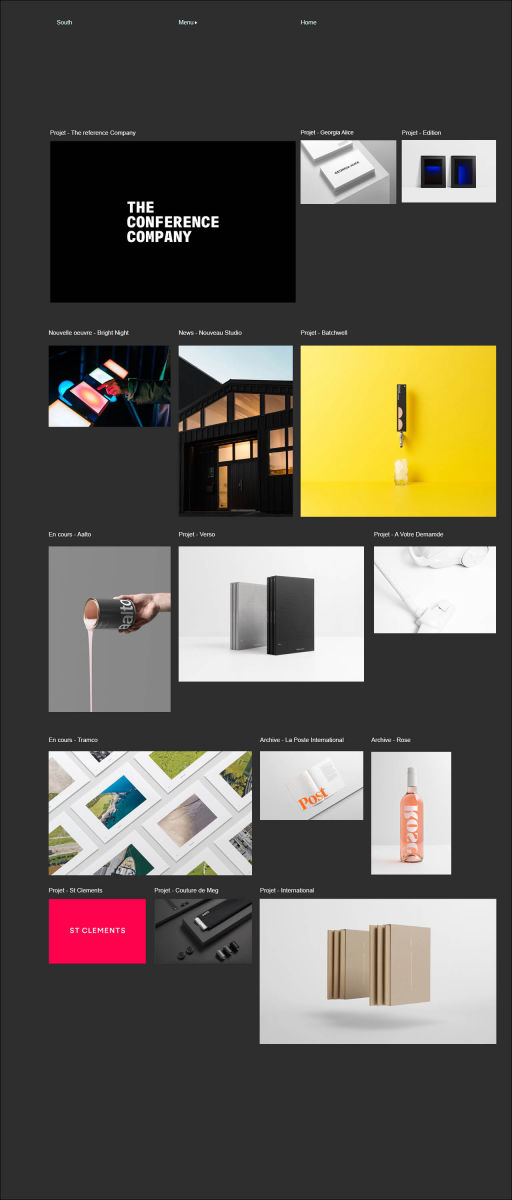 South
Menu
Home
Projet - The reference Company
Projet - Georgia Alice
Projet - Edition
THE
CONFERENCE
COMPANY
GEORGIA ALICE
Nouvelle oeuvre - Bright Night
News - Nouveau Studio
Projet - Batchwell
En cours - Aalto
Projet - Verso
Projet - A Votre Demamde
aalto
En cours - Tramco
Archive - La Poste International
Archive - Rose
Post
ROSE
Projet - St Clements
Projet - Couture de Meg
Projet - International
ST CLEMENTS